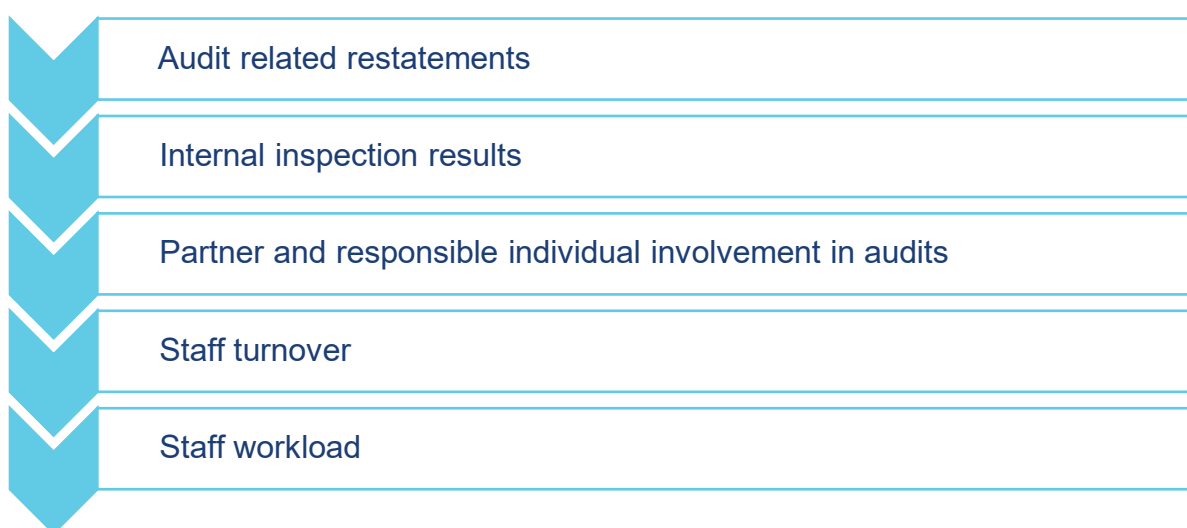 Audit related restatements
Internal inspection results
Partner and responsible individual involvement in audits
Staff turnover
Staff workload